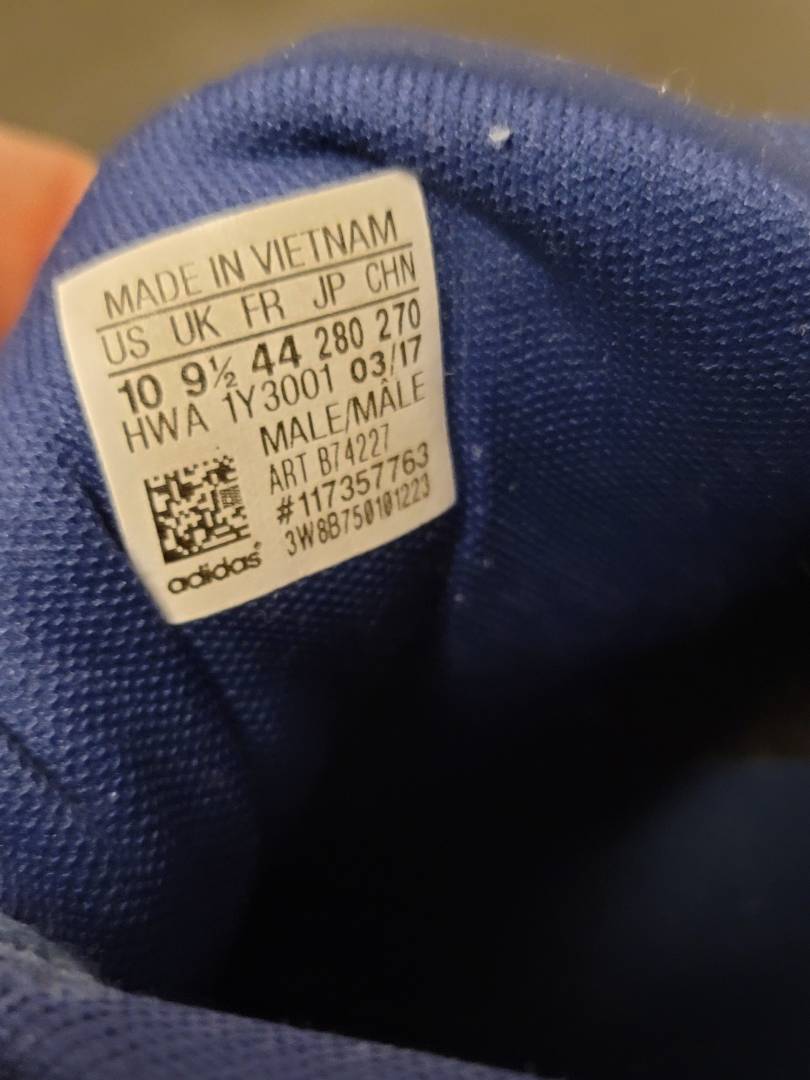 MADE IN VIETNAM
US UK FR JP CHN
10 9½ 44 280 270
HWA 1Y3001 03/17
MALE/MÂLE
ART B74227
#117357763
3W8B750101223
adidas®